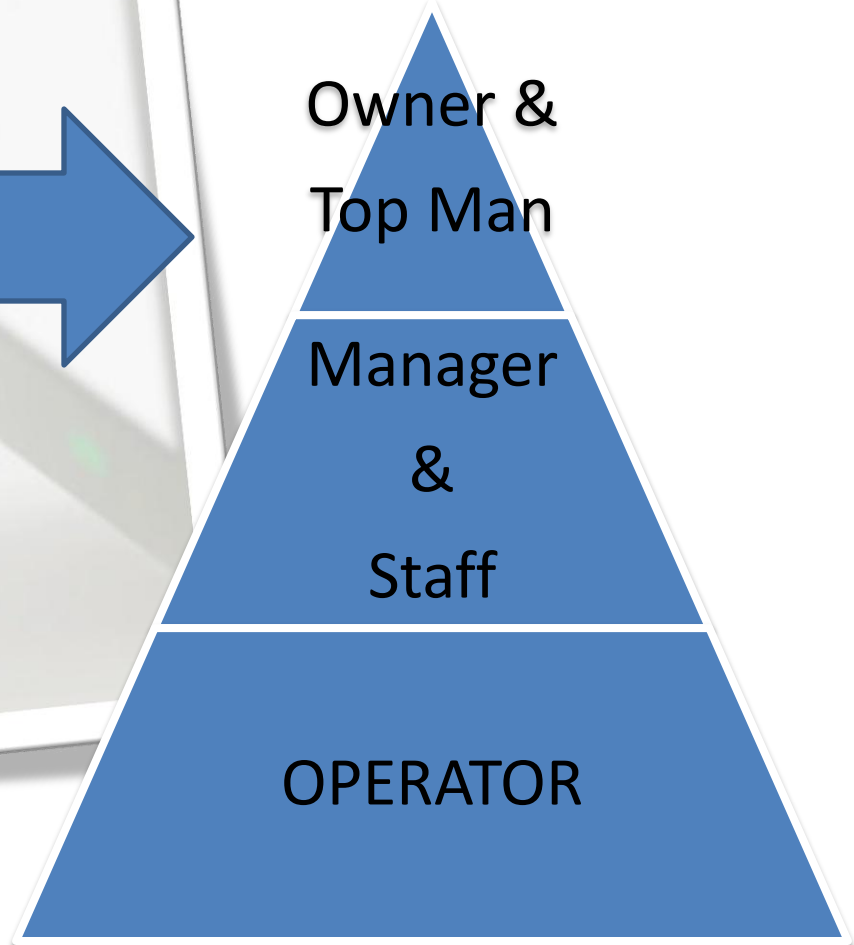 Owner &
Top Man
Manager
&
Staff
OPERATOR